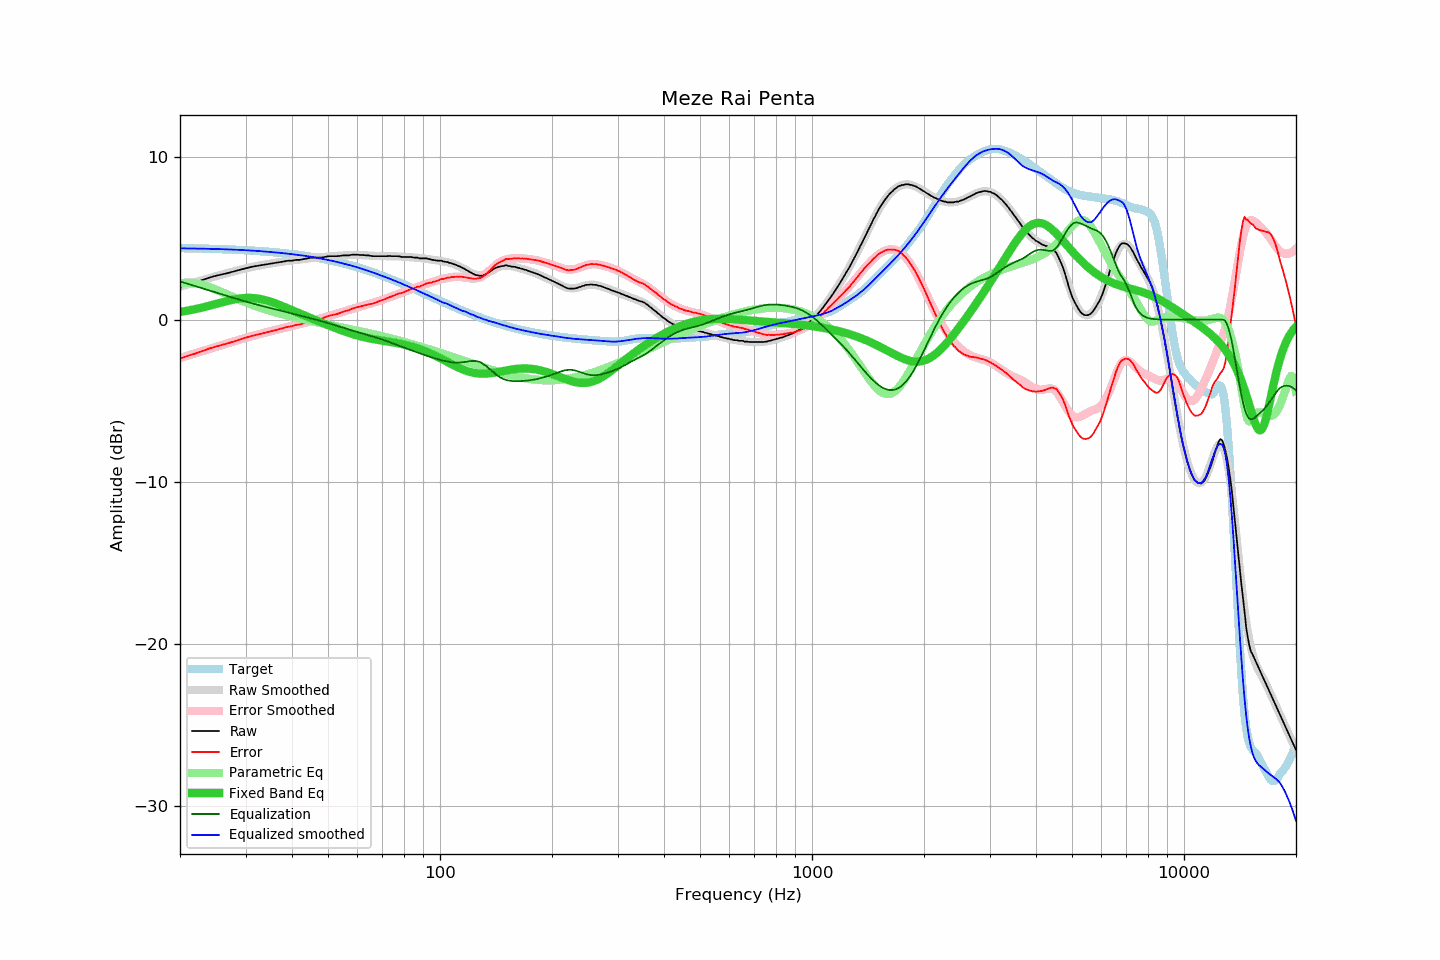 Meze Rai Penta
10
0
−10
−20
−30
Amplitude (dBr)
Target
Raw Smoothed
Error Smoothed
Raw
Error
Parametric Eq
Fixed Band Eq
Equalization
Equalized smoothed
100
1000
10000
Frequency (Hz)